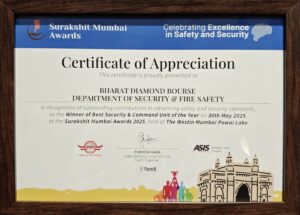 Surakshit Mumbai
Awards
Celebrating Excellence
in Safety and Security
Certificate of Appreciation
This certificate is proudly presented to
BHARAT DIAMOND BOURSE
DEPARTMENT OF SECURITY & FIRE SAFETY
in recognition of outstanding contributions to advancing safety and security standards,
as the Winner of Best Security & Command Unit of the Year on 30th May 2025,
at the Surakshit Mumbai Awards 2025, held at The Westin Mumbai Powai Lake
PURVESH GADA
ASIS